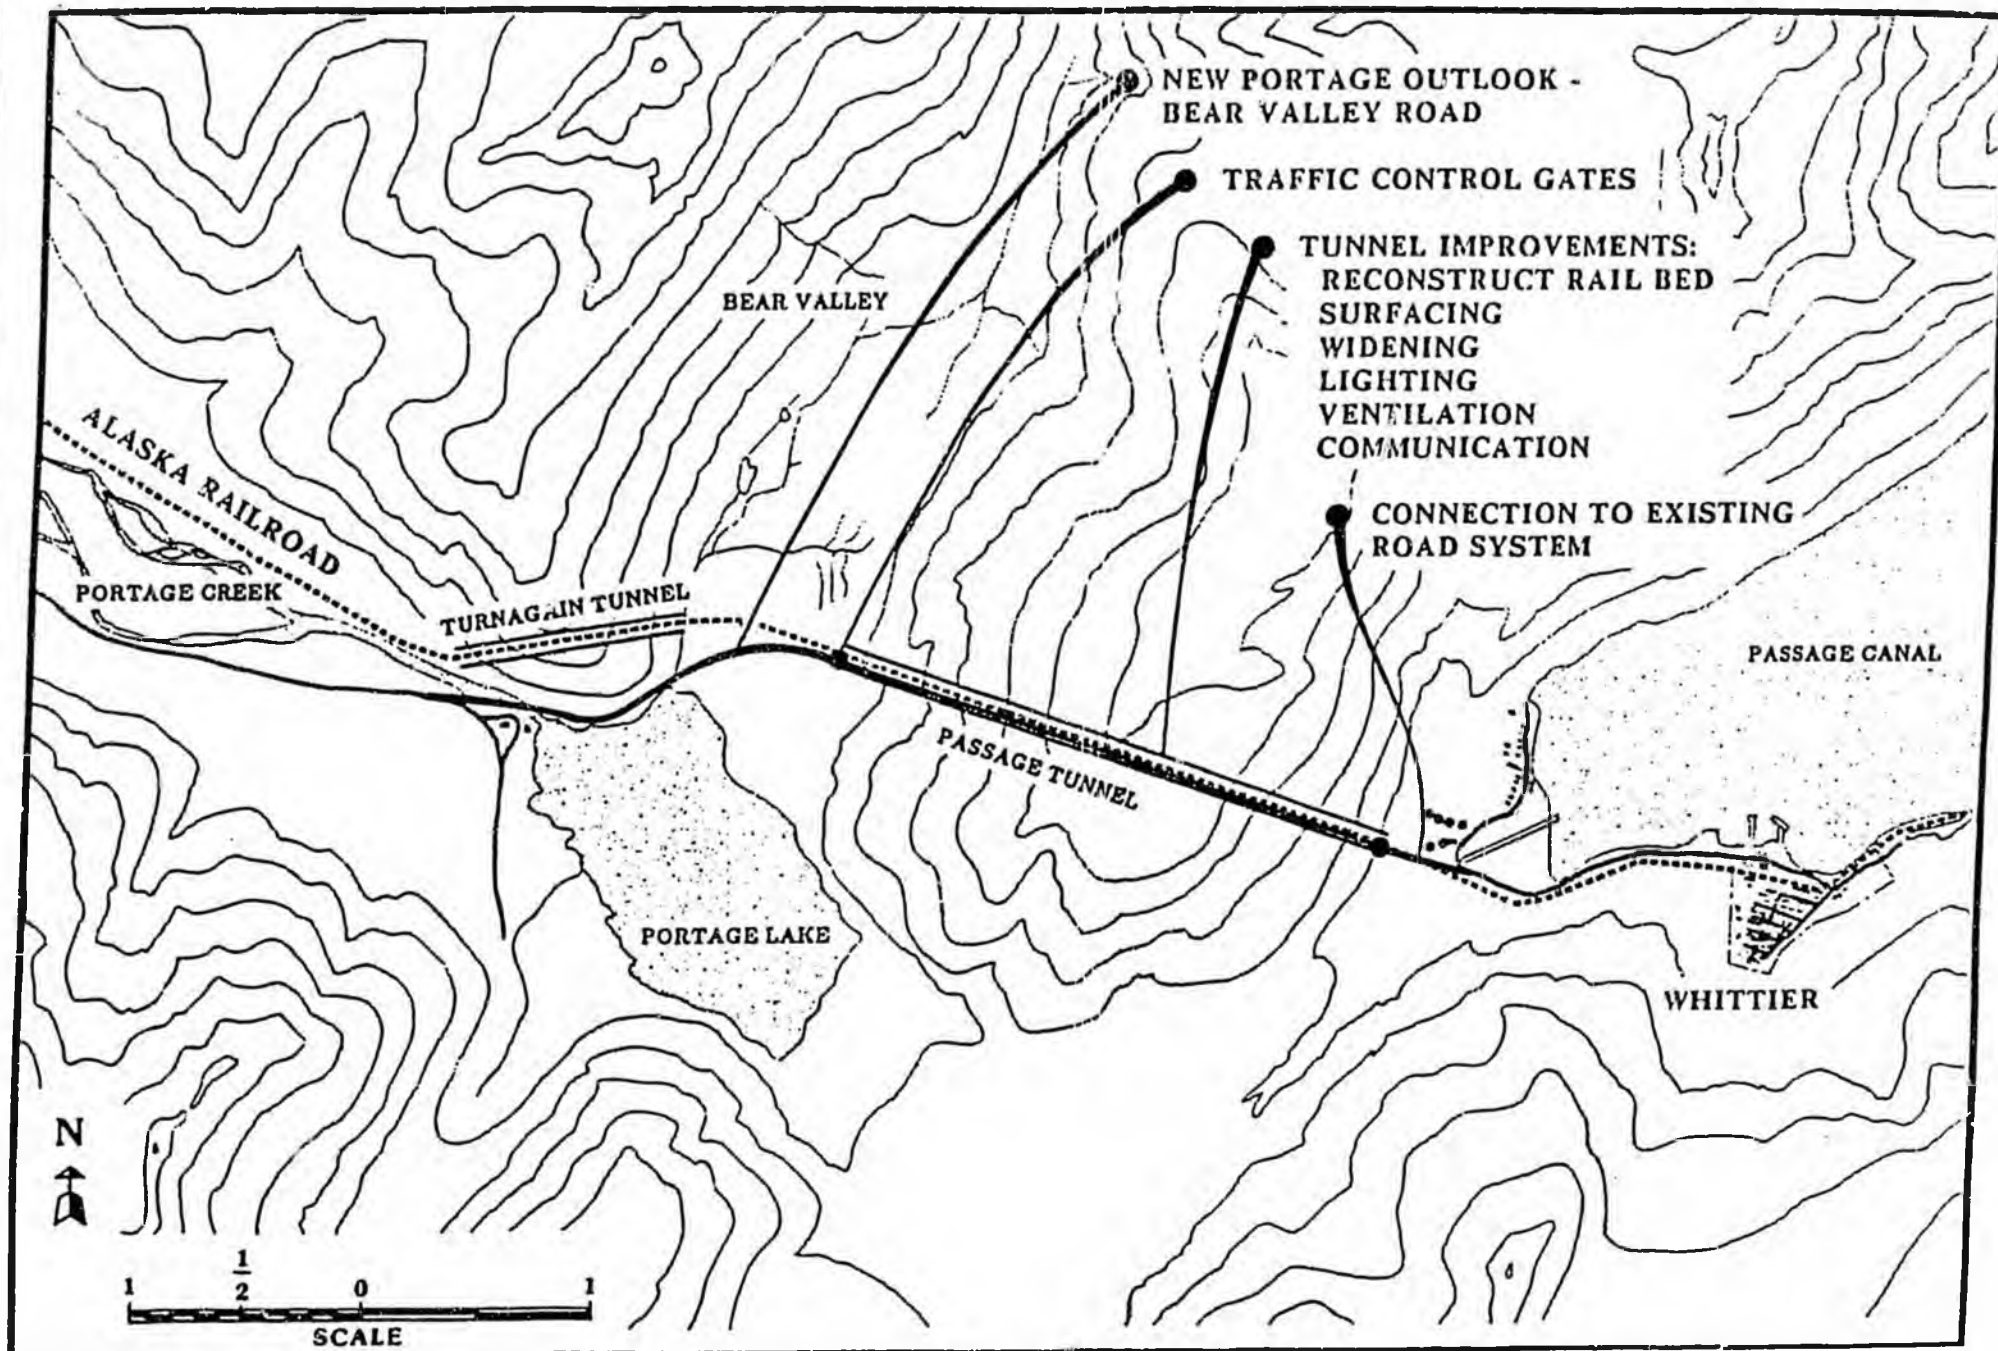 NEW PORTAGE OUTLOOK -
BEAR VALLEY ROAD
TRAFFIC CONTROL GATES
TUNNEL IMPROVEMENTS:
RECONSTRUCT RAIL BED
SURFACING
WIDENING
LIGHTING
VENTILATION
COMMUNICATION
BEAR VALLEY
ALASKA RAILROAD
CONNECTION TO EXISTING
ROAD SYSTEM
PORTAGE CREEK
TURNAGAIN TUNNEL
PASSAGE CANAL
PASSAGE TUNNEL
PORTAGE LAKE
WHITTIER
N
1 1/2 0 1
SCALE